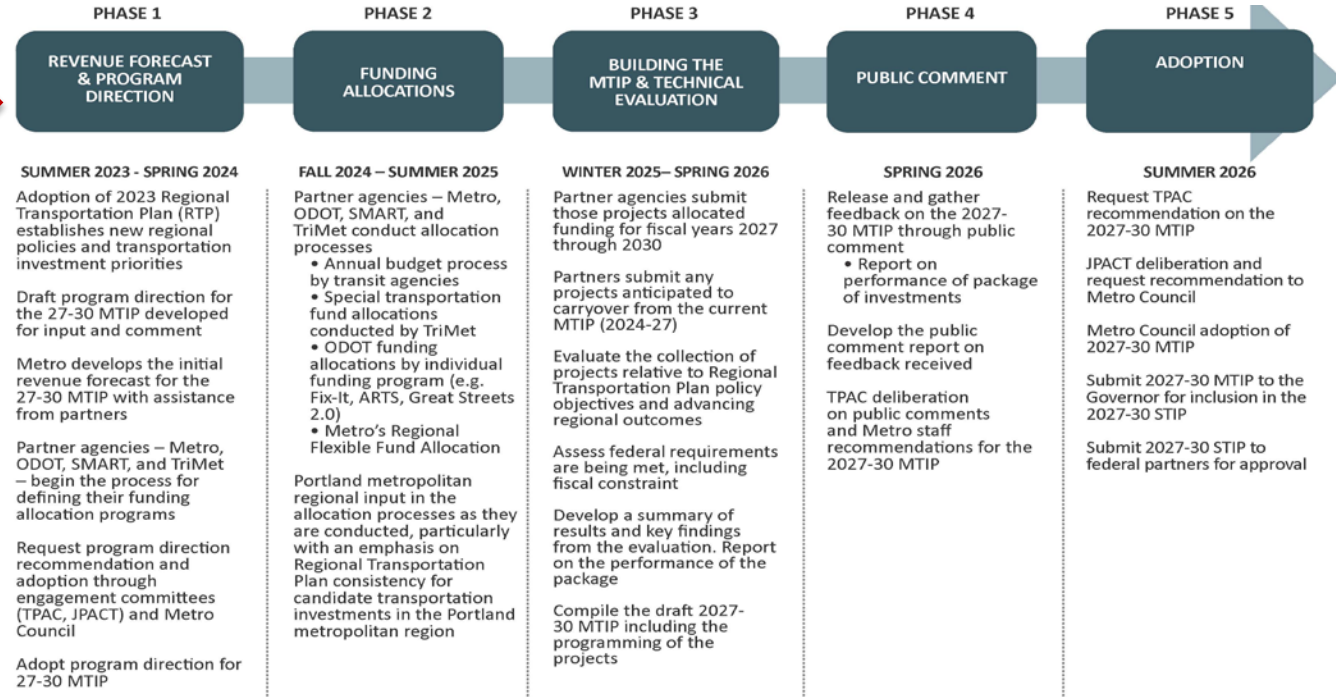 PHASE 1
REVENUE FORECAST
& PROGRAM
DIRECTION
SUMMER 2023 - SPRING 2024
Adoption of 2023 Regional
Transportation Plan (RTP)
establishes new regional
policies and transportation
investment priorities
Draft program direction for
the 27-30 MTIP developed
for input and comment
Metro develops the initial
revenue forecast for the
27-30 MTIP with assistance
from partners
Partner agencies – Metro,
ODOT, SMART, and TriMet
– begin the process for
defining their funding
allocation programs
Request program direction
recommendation and
adoption through
engagement committees
(TPAC, JPACT) and Metro
Council
Adopt program direction for
27-30 MTIP
PHASE 2
FUNDING
ALLOCATIONS
FALL 2024 – SUMMER 2025
Partner agencies – Metro,
ODOT, SMART, and
TriMet conduct allocation
processes
• Annual budget process
by transit agencies
• Special transportation
fund allocations
conducted by TriMet
• ODOT funding
allocations by individual
funding program (e.g.
Fix-It, ARTS, Great Streets
2.0)
• Metro's Regional
Flexible Fund Allocation
Portland metropolitan
regional input in the
allocation processes as they
are conducted, particularly
with an emphasis on
Regional Transportation
Plan consistency for
candidate transportation
investments in the Portland
metropolitan region
PHASE 3
BUILDING THE
MTIP & TECHNICAL
EVALUATION
WINTER 2025– SPRING 2026
Partner agencies submit
those projects allocated
funding for fiscal years 2027
through 2030
Partners submit any
projects anticipated to
carryover from the current
MTIP (2024-27)
Evaluate the collection of
projects relative to Regional
Transportation Plan policy
objectives and advancing
regional outcomes
Assess federal requirements
are being met, including
fiscal constraint
Develop a summary of
results and key findings
from the evaluation. Report
on the performance of the
package
Compile the draft 2027-
30 MTIP including the
programming of the
projects
PHASE 4
PUBLIC COMMENT
SPRING 2026
Release and gather
feedback on the 2027-
30 MTIP through public
comment
• Report on
performance of package
of investments
Develop the public
comment report on
feedback received
TPAC deliberation
on public comments
and Metro staff
recommendations for the
2027-30 MTIP
PHASE 5
ADOPTION
SUMMER 2026
Request TPAC
recommendation on the
2027-30 MTIP
JPACT deliberation and
request recommendation to
Metro Council
Metro Council adoption of
2027-30 MTIP
Submit 2027-30 MTIP to the
Governor for inclusion in the
2027-30 STIP
Submit 2027-30 STIP to
federal partners for approval